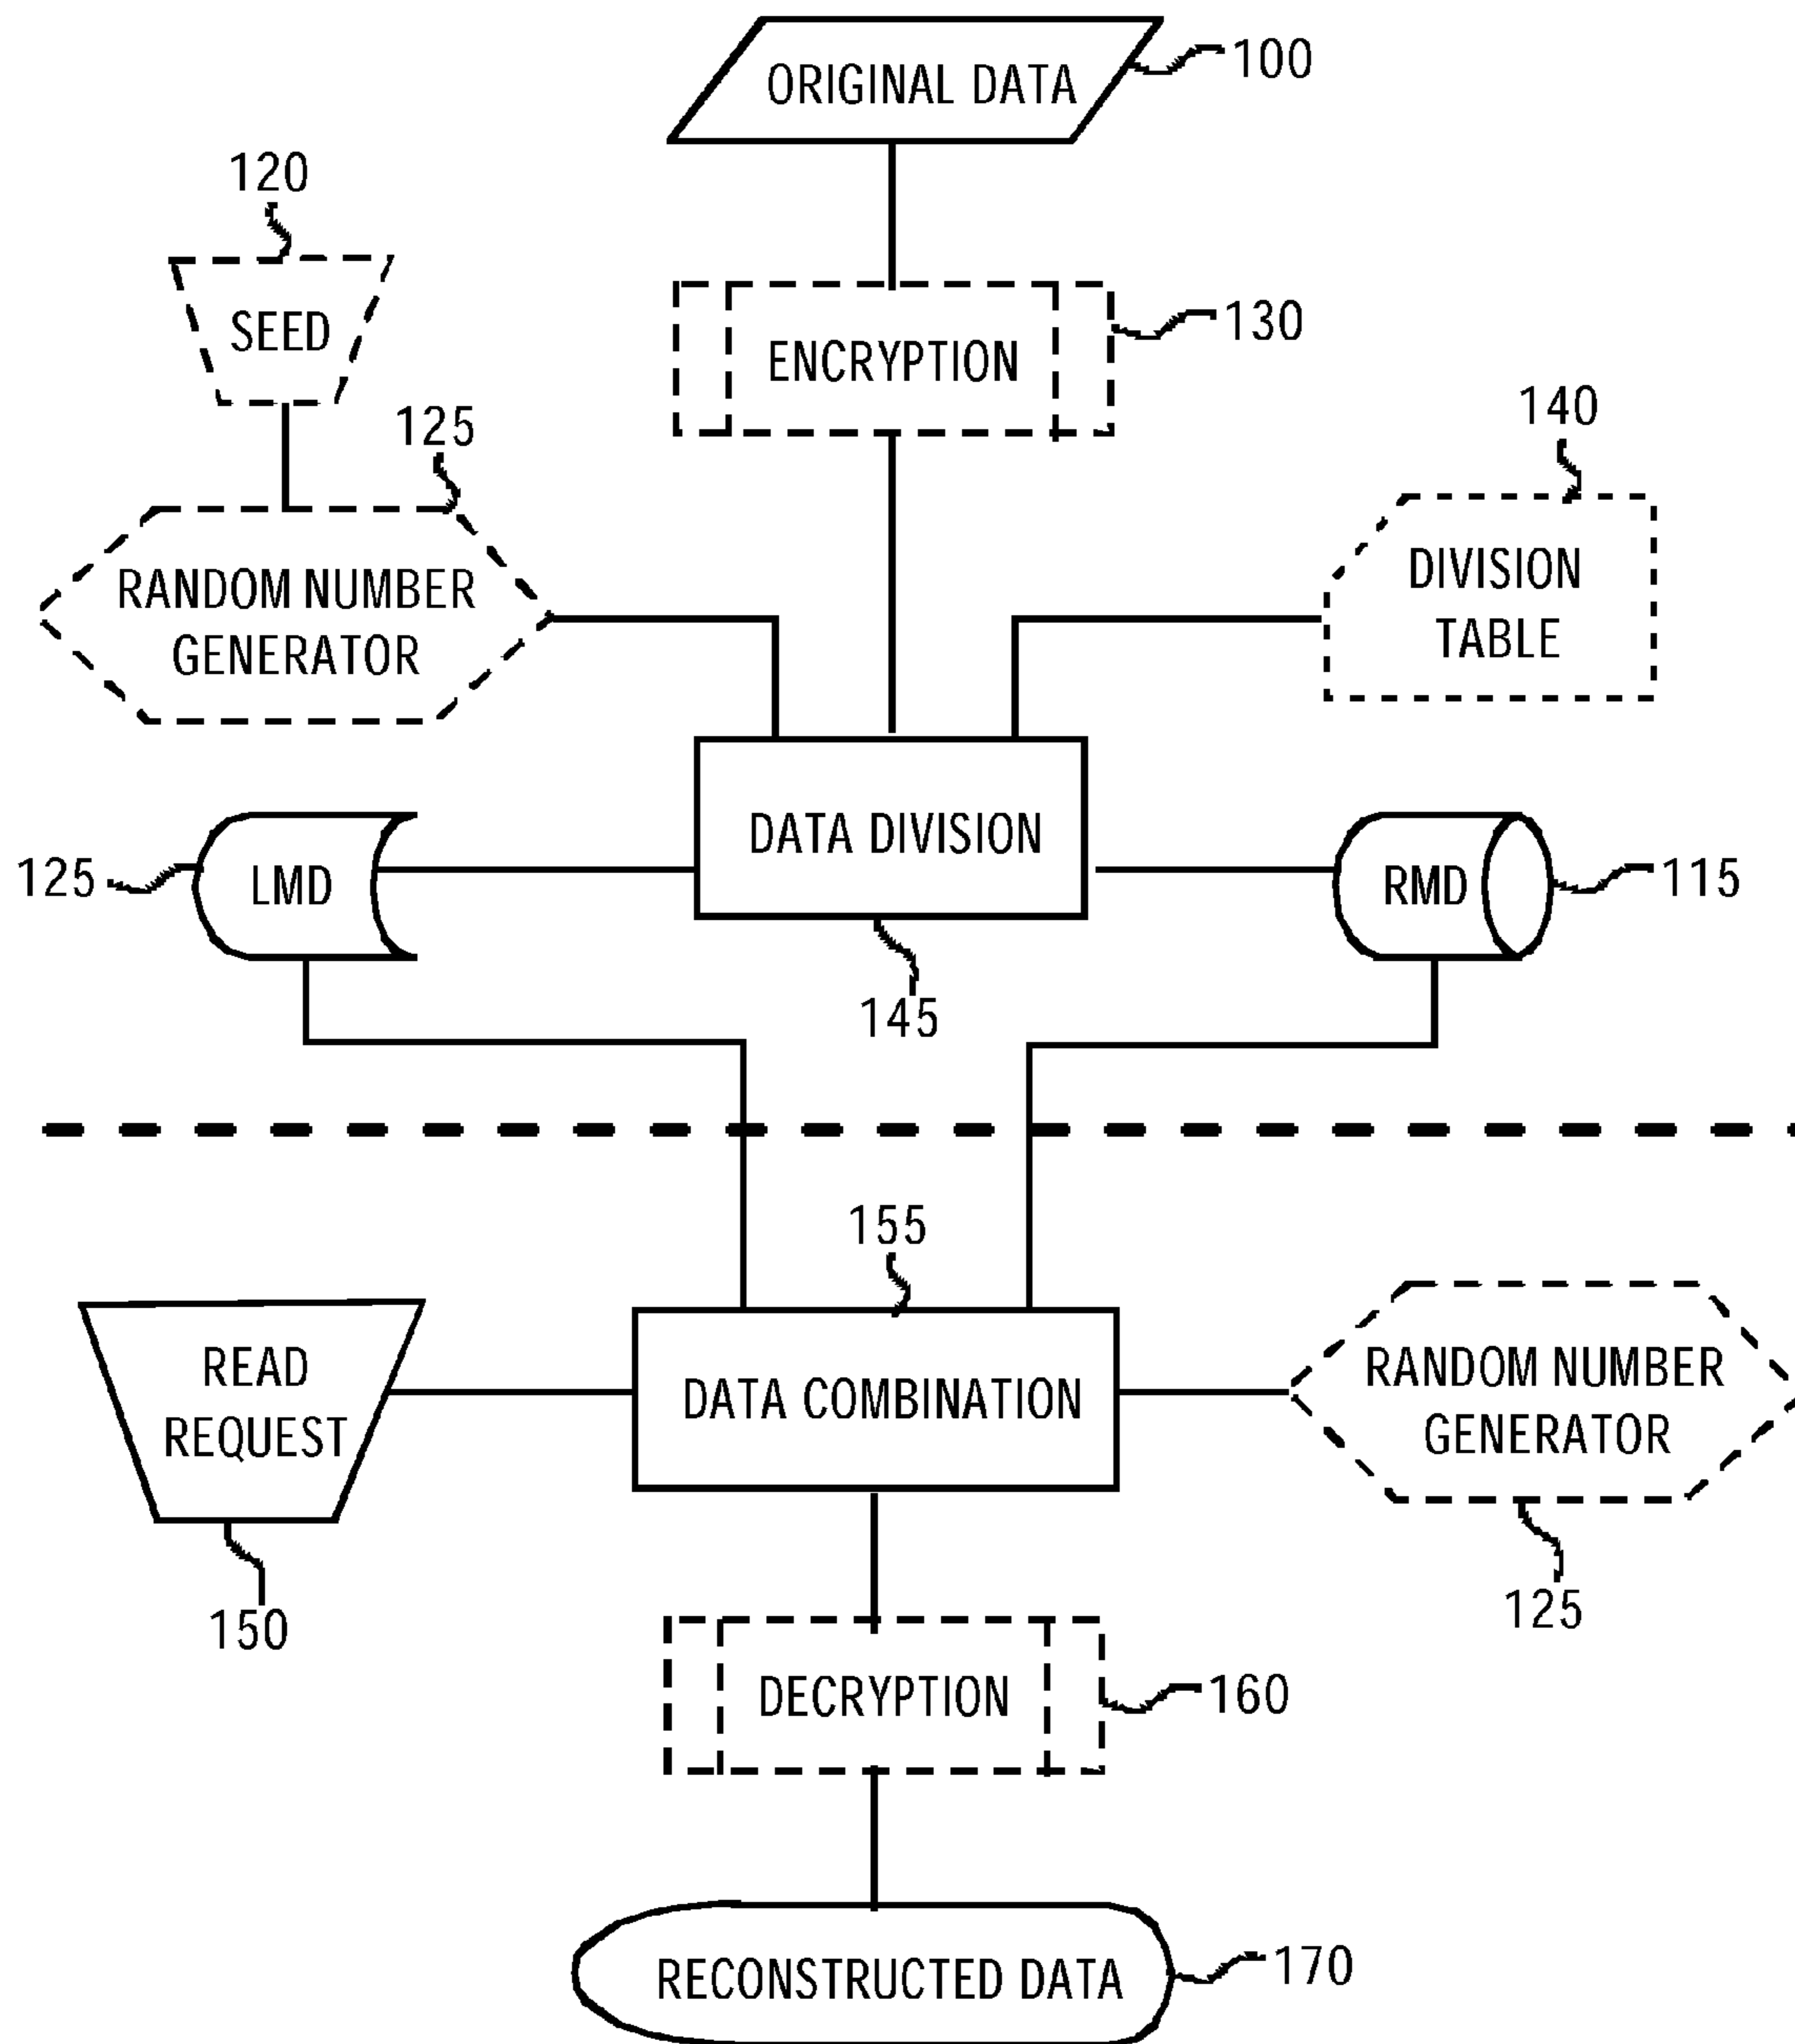 ORIGINAL DATA
100
120
SEED
ENCRYPTION
130
125
RANDOM NUMBER
GENERATOR
140
DIVISION
TABLE
DATA DIVISION
145
125
LMD
RMD
115
155
READ
REQUEST
150
DATA COMBINATION
RANDOM NUMBER
GENERATOR
125
DECRYPTION
160
RECONSTRUCTED DATA
170